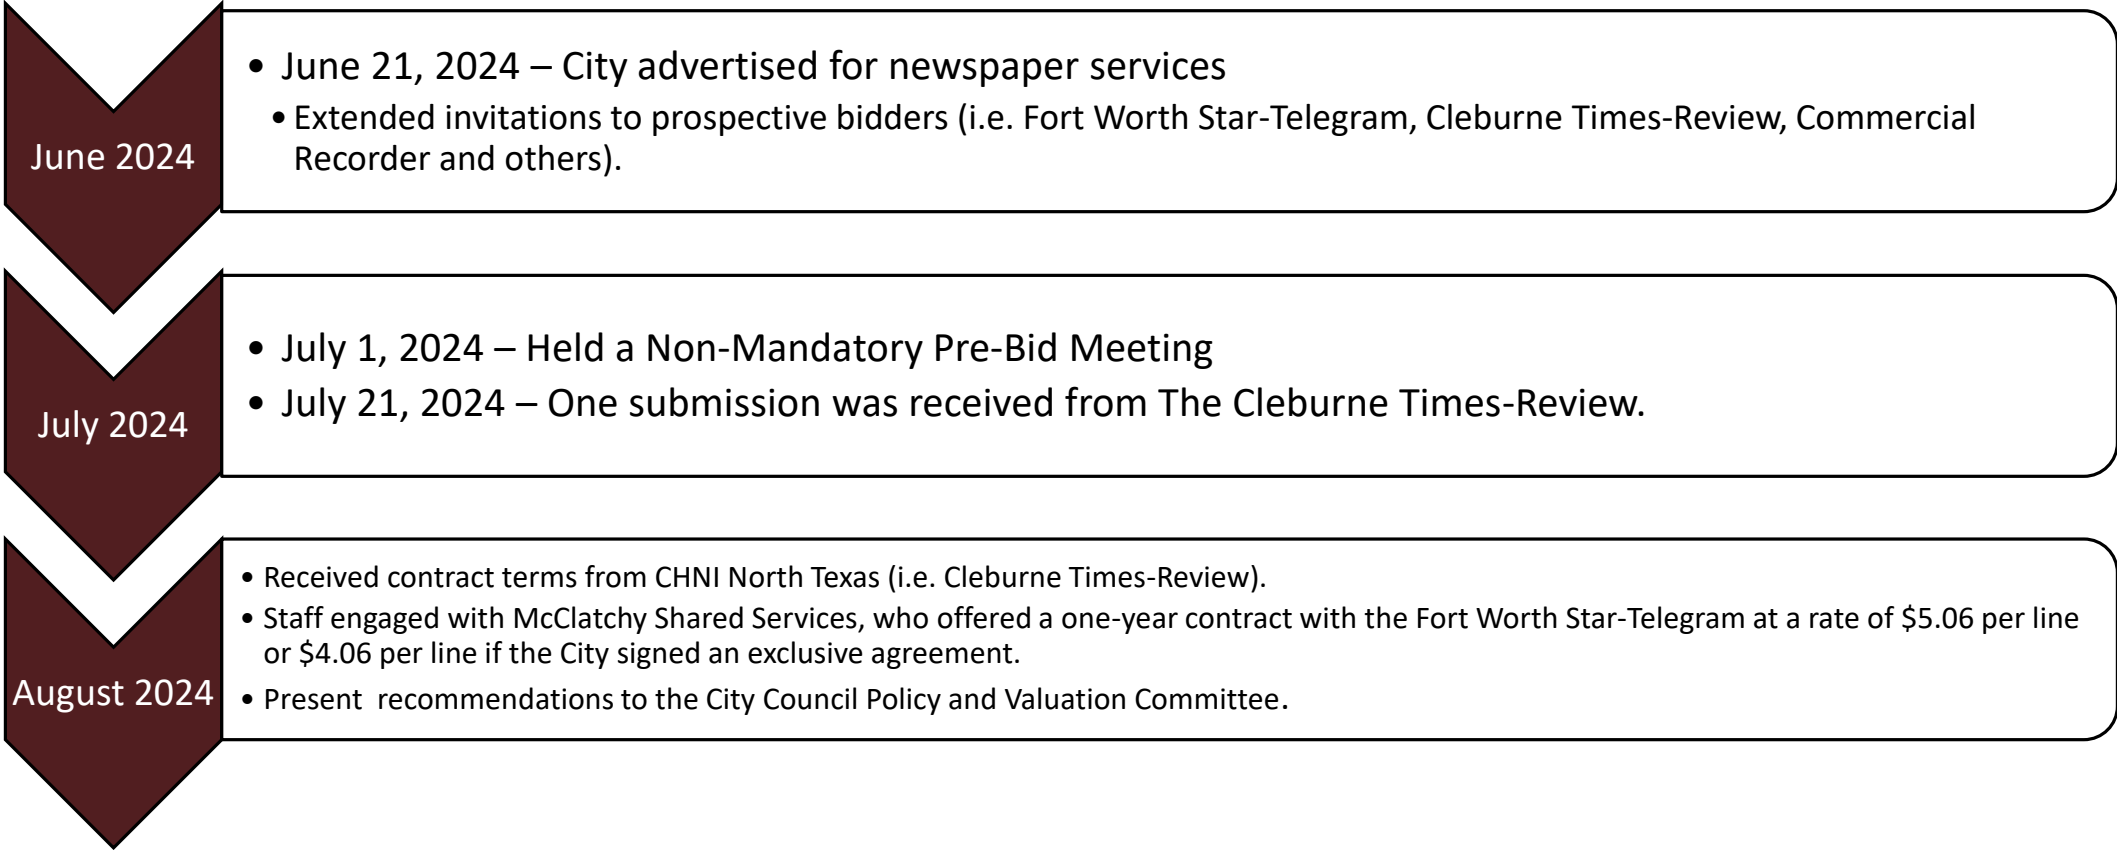 June 2024
• June 21, 2024 – City advertised for newspaper services
• Extended invitations to prospective bidders (i.e. Fort Worth Star-Telegram, Cleburne Times-Review, Commercial
Recorder and others).
July 2024
• July 1, 2024 – Held a Non-Mandatory Pre-Bid Meeting
• July 21, 2024 – One submission was received from The Cleburne Times-Review.
August 2024
• Received contract terms from CHNI North Texas (i.e. Cleburne Times-Review).
• Staff engaged with McClatchy Shared Services, who offered a one-year contract with the Fort Worth Star-Telegram at a rate of $5.06 per line
or $4.06 per line if the City signed an exclusive agreement.
• Present  recommendations to the City Council Policy and Valuation Committee.